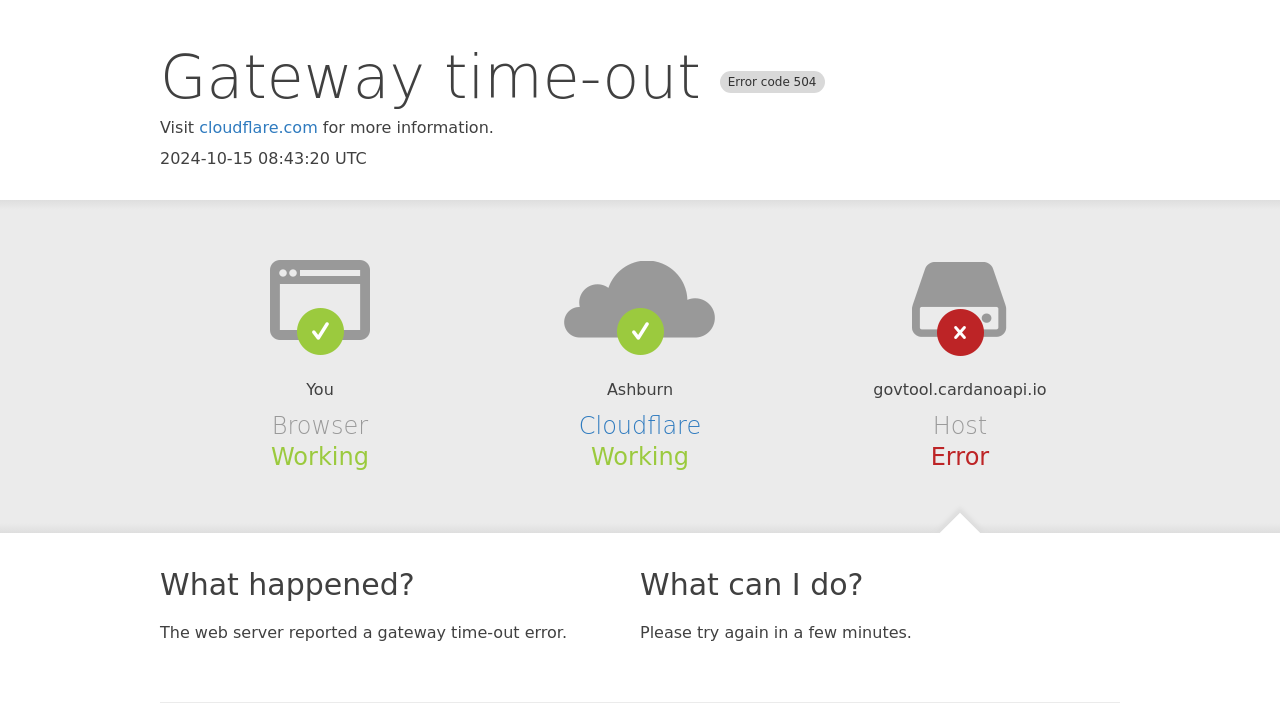 Gateway time-out Error code 504
Visit cloudflare.com for more information.
2024-10-15 08:43:20 UTC
You
Browser
Working
Ashburn
Cloudflare
Working
govtool.cardanoapi.io
Host
Error
What happened?
The web server reported a gateway time-out error.
What can I do?
Please try again in a few minutes.